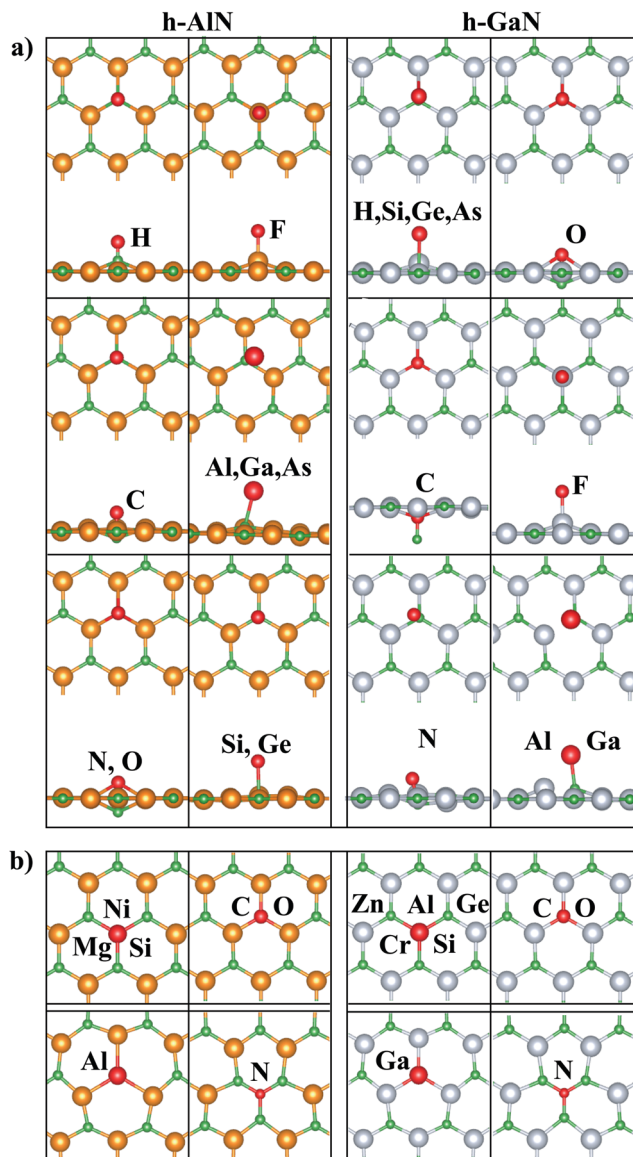 h-AlN h-GaN
a)
H F H,Si,Ge,As O
C Al,Ga,As C F
N, O Si, Ge N Al Ga
b)
Ni C O Zn Al Ge C O
Mg Si Cr Si
Al N Ga N